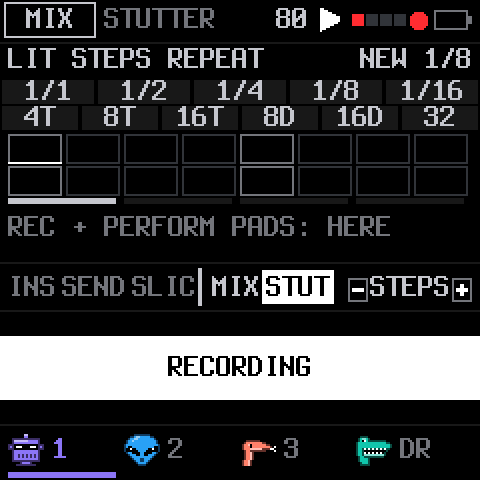 MIX STUTTER 80
LIT STEPS REPEAT NEW 1/8
1/1 1/2 1/4 1/8 1/16
4T 8T 16T 8D 16D 32
REC + PERFORM PADS: HERE
INS SEND SLIC MIX STUT -STEPS+
RECORDING
1 2 3 DR